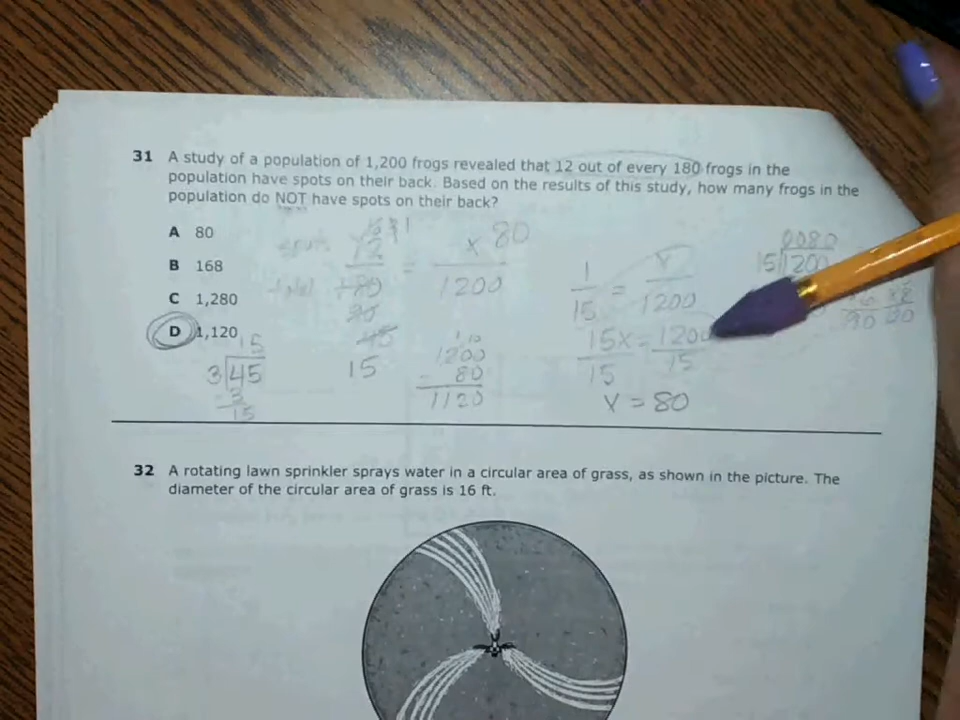 31 A study of a population of 1,200 frogs revealed that 12 out of every 180 frogs in the
population have spots on their back. Based on the results of this study, how many frogs in the
population do NOT have spots on their back?
A 80
B 168
C 1,280
D 1,120
12
x 80
=
1200
15
3 45
3
15
15
1200
- 80
1120
1
15
=
x
1200
15x = 1200
15 15
x = 80
0080
15 1200
32 A rotating lawn sprinkler sprays water in a circular area of grass, as shown in the picture. The
diameter of the circular area of grass is 16 ft.